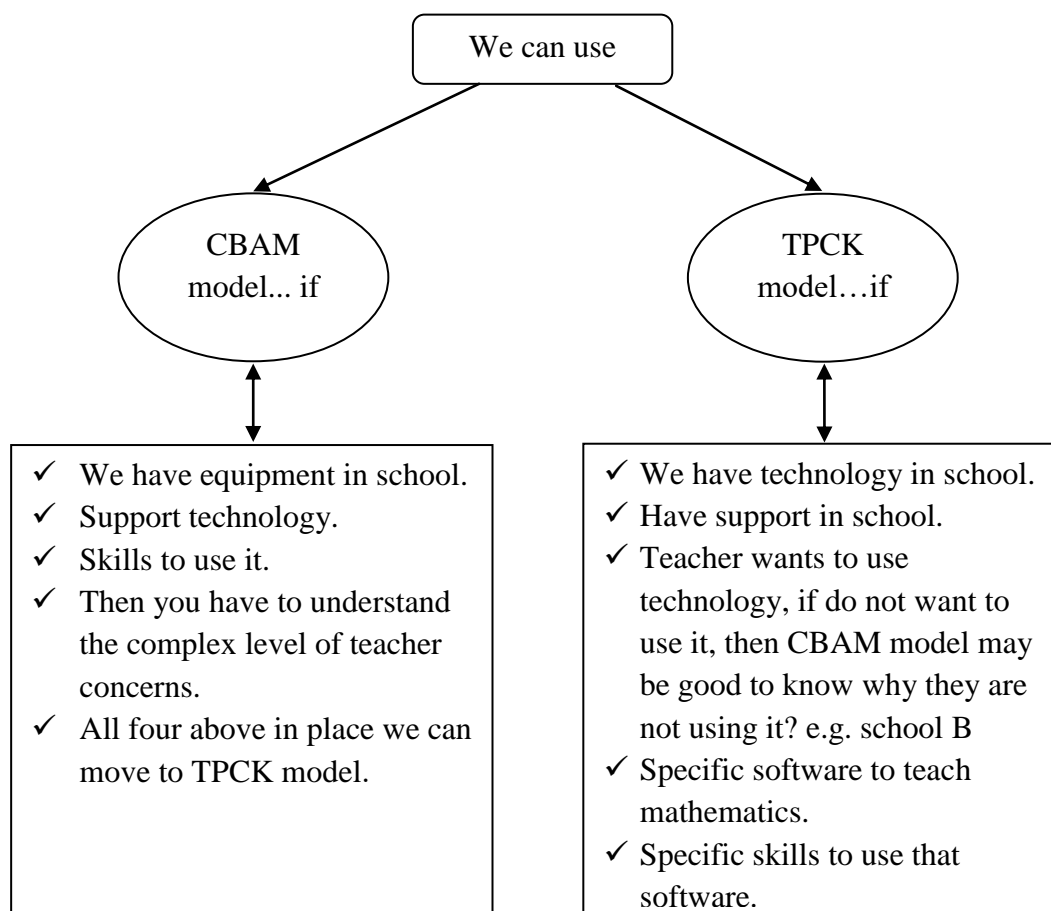 We can use
CBAM
model... if
TPCK
model…if
✓ We have equipment in school.
✓ Support technology.
✓ Skills to use it.
✓ Then you have to understand
the complex level of teacher
concerns.
✓ All four above in place we can
move to TPCK model.
✓ We have technology in school.
✓ Have support in school.
✓ Teacher wants to use
technology, if do not want to
use it, then CBAM model may
be good to know why they are
not using it? e.g. school B
✓ Specific software to teach
mathematics.
✓ Specific skills to use that
software.